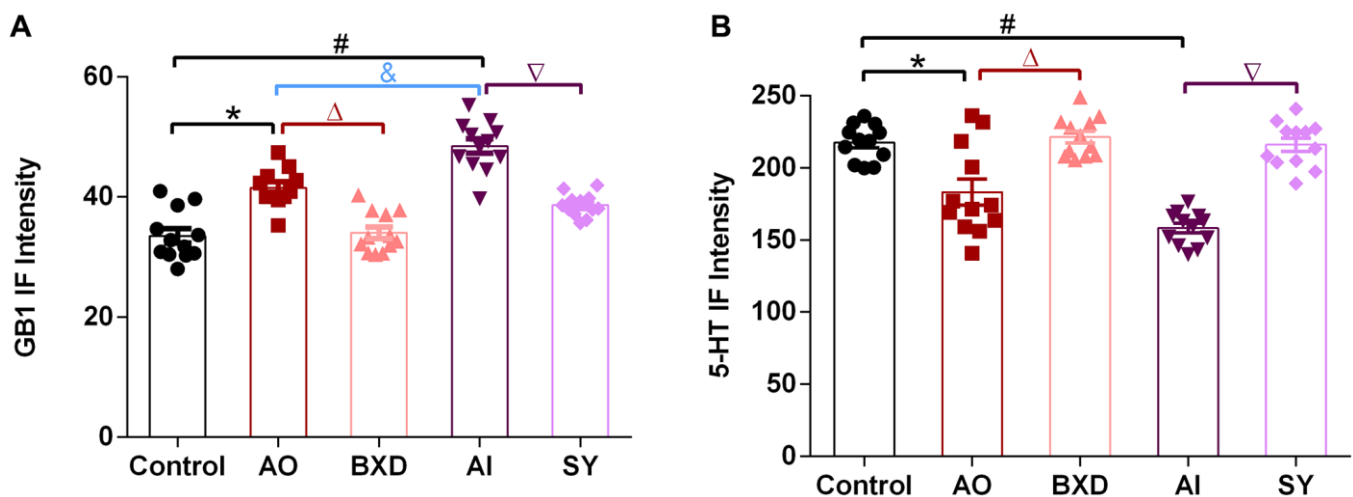 A
#
&
▽
*
Δ
60
40
20
0
GB1 IF Intensity
Control AO BXD AI SY
B
#
*
Δ
▽
250
200
150
100
50
0
5-HT IF Intensity
Control AO BXD AI SY